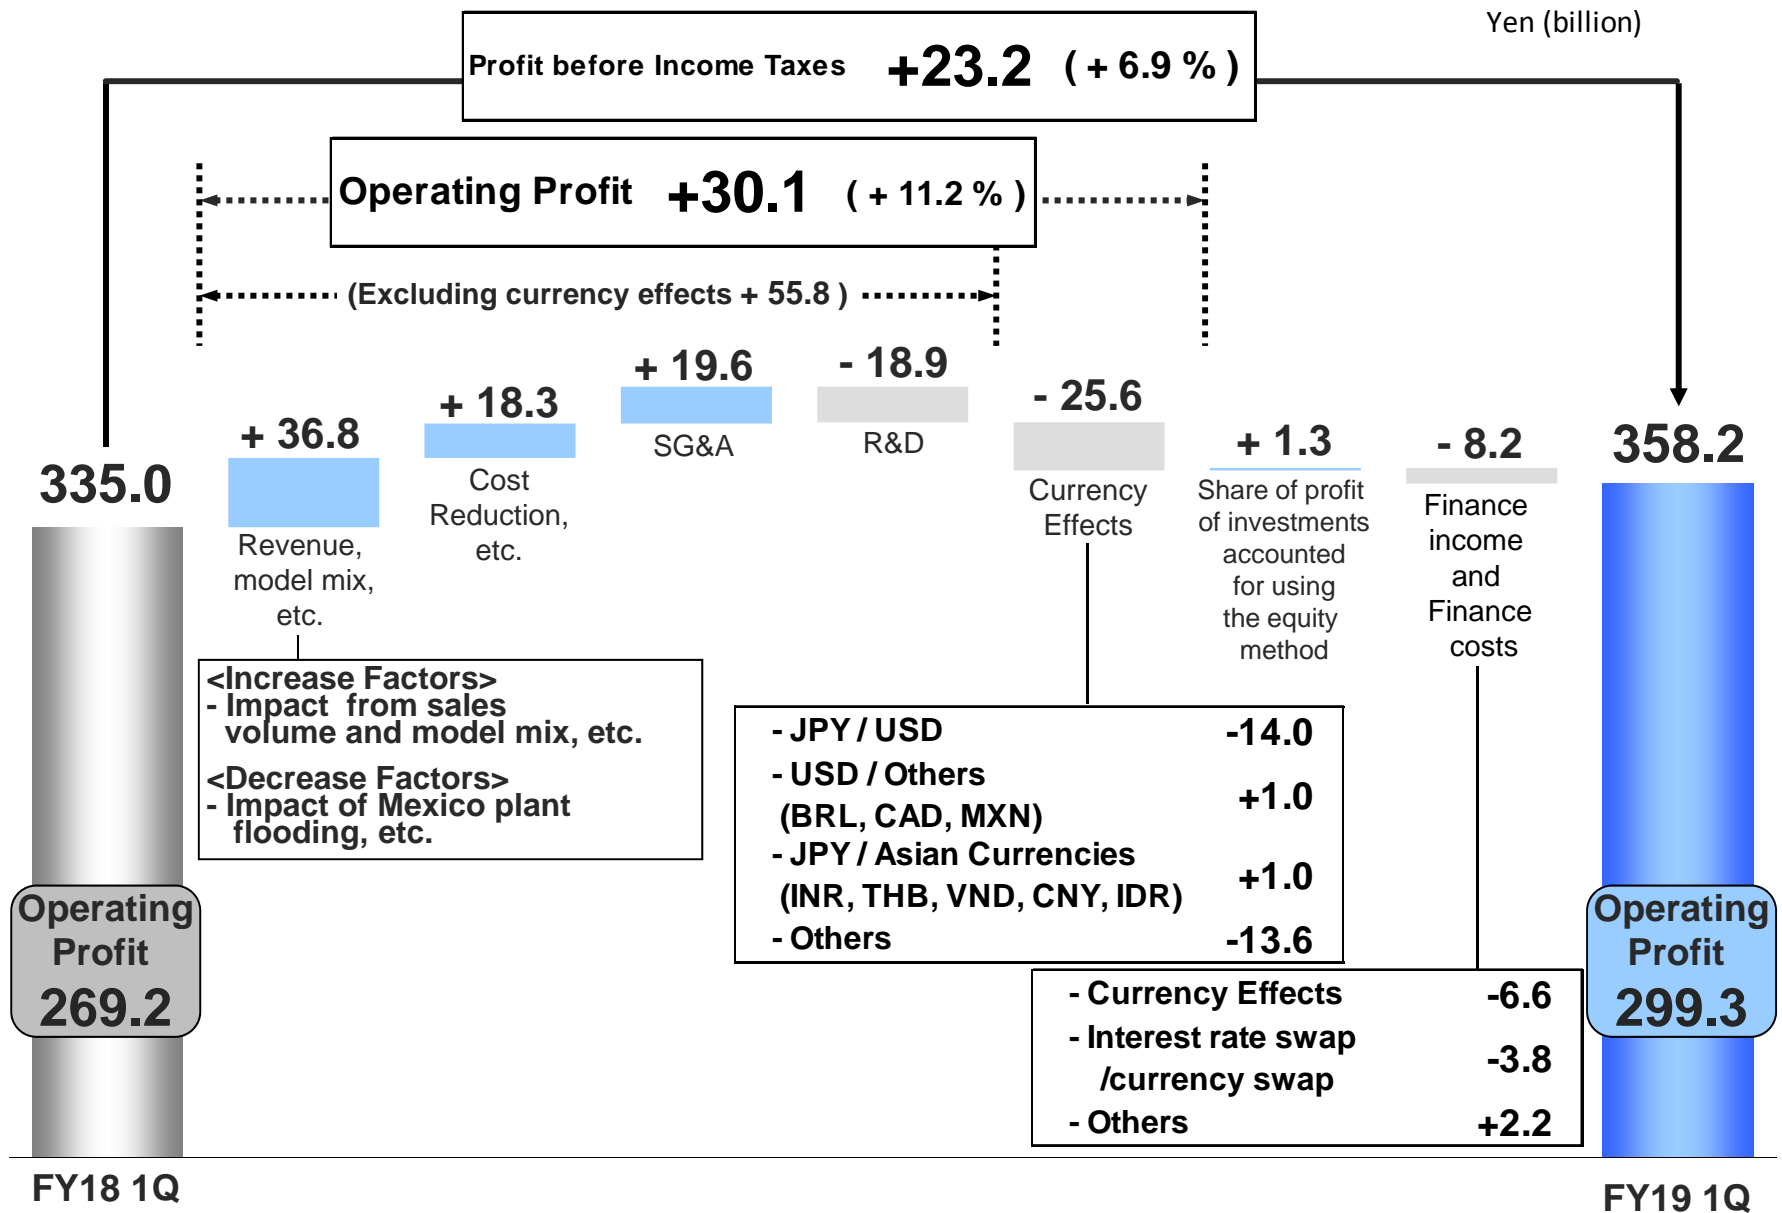 Yen (billion)
Profit before Income Taxes +23.2 ( + 6.9 % )
Operating Profit +30.1 ( + 11.2 % )
(Excluding currency effects + 55.8 )
335.0
+ 36.8
Revenue,
model mix,
etc.
+ 18.3
Cost
Reduction,
etc.
+ 19.6
SG&A
- 18.9
R&D
- 25.6
Currency
Effects
+ 1.3
Share of profit
of investments
accounted
for using
the equity
method
- 8.2
Finance
income
and
Finance
costs
358.2
<Increase Factors>
- Impact from sales
volume and model mix, etc.
<Decrease Factors>
- Impact of Mexico plant
flooding, etc.
- JPY / USD -14.0
- USD / Others
(BRL, CAD, MXN) +1.0
- JPY / Asian Currencies
(INR, THB, VND, CNY, IDR) +1.0
- Others -13.6
- Currency Effects -6.6
- Interest rate swap
/currency swap -3.8
- Others +2.2
Operating
Profit
269.2
Operating
Profit
299.3
FY18 1Q
FY19 1Q